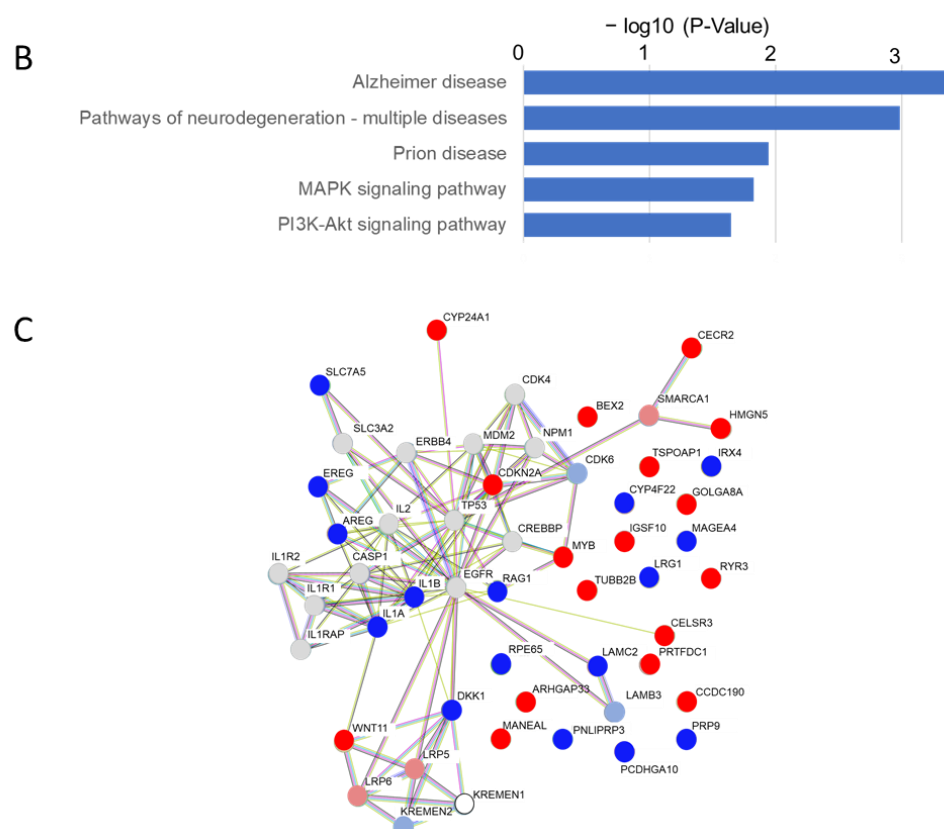 B
− log10 (P-Value)
0 1 2 3
Alzheimer disease
Pathways of neurodegeneration - multiple diseases
Prion disease
MAPK signaling pathway
PI3K-Akt signaling pathway
C
CYP24A1
CECR2
SLC7A5
CDK4
BEX2
SMARCA1
HMGN5
SLC3A2
ERBB4
MDM2
NPM1
CDK6
TSPOAP1
IRX4
EREG
CDKN2A
CYP4F22
GOLGA8A
AREG
IL2
TP53
CREBBP
MYB
IGSF10
MAGEA4
IL1R2
CASP1
EGFR
RAG1
TUBB2B
LRG1
RYR3
IL1R1
IL1B
IL1A
IL1RAP
CELSR3
RPE65
LAMC2
PRTFDC1
DKK1
ARHGAP33
LAMB3
CCDC190
WNT11
MANEAL
PNLIPRP3
PRP9
LRP5
PCDHGA10
LRP6
KREMEN1
KREMEN2